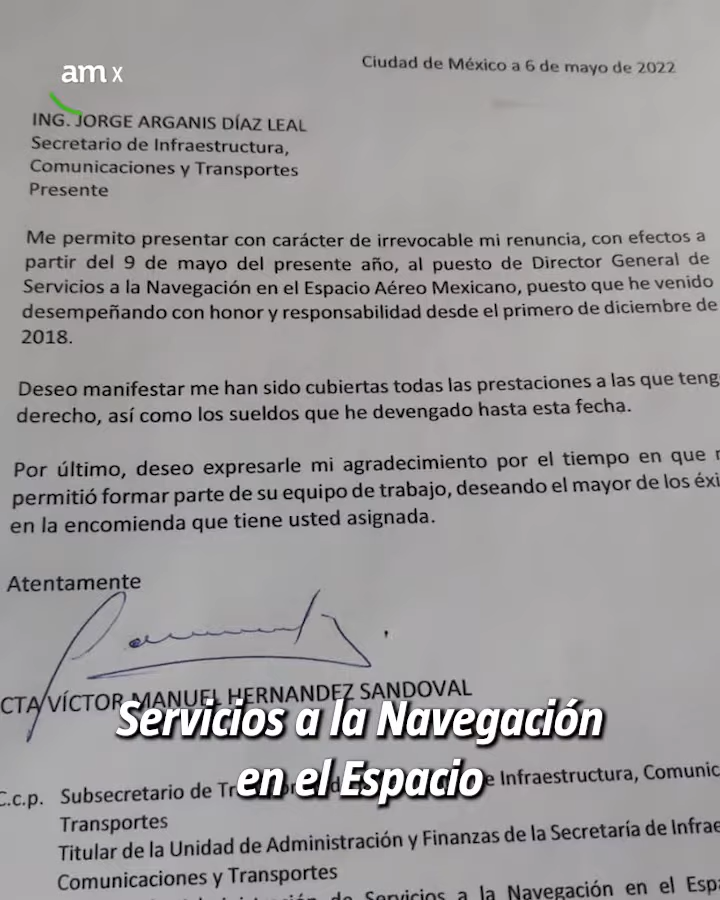 amx
Ciudad de México a 6 de mayo de 2022
ING. JORGE ARGANIS DÍAZ LEAL
Secretario de Infraestructura,
Comunicaciones y Transportes
Presente
Me permito presentar con carácter de irrevocable mi renuncia, con efectos a
partir del 9 de mayo del presente año, al puesto de Director General de
Servicios a la Navegación en el Espacio Aéreo Mexicano, puesto que he venido
desempeñando con honor y responsabilidad desde el primero de diciembre de
2018.
Deseo manifestar me han sido cubiertas todas las prestaciones a las que teng
derecho, así como los sueldos que he devengado hasta esta fecha.
Por último, deseo expresarle mi agradecimiento por el tiempo en que
permitió formar parte de su equipo de trabajo, deseando el mayor de los éxi
en la encomienda que tiene usted asignada.
Atentamente
CTA VÍCTOR MANUEL HERNANDEZ SANDOVAL
Servicios a la Navegación
en el Espacio
C.c.p. Subsecretario de e Infraestructura, Comunic
Transportes
Titular de la Unidad de Administración y Finanzas de la Secretaría de Infrae
Comunicaciones y Transportes
de Servicios a la Navegación en el Espa